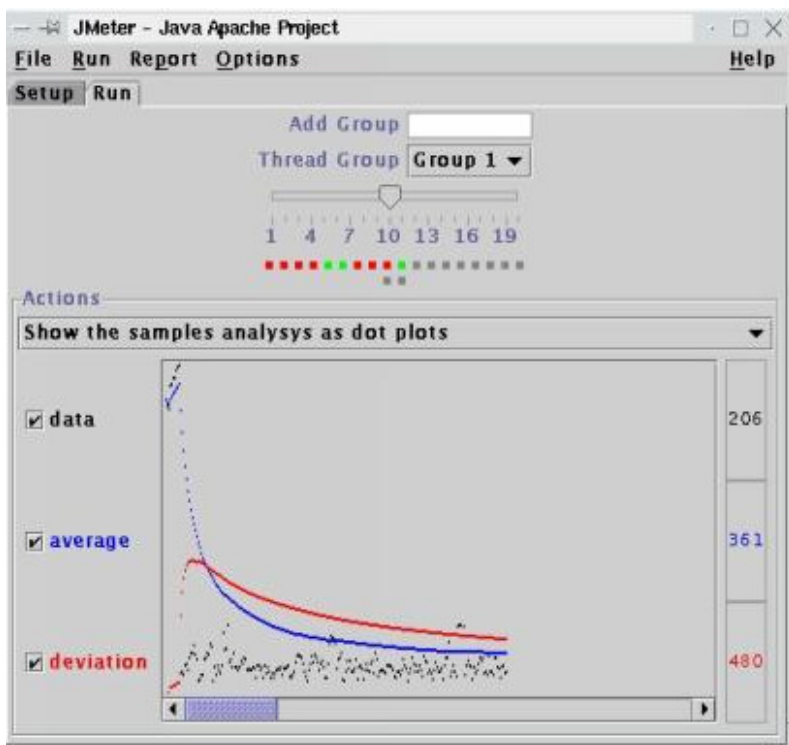 JMeter - Java Apache Project
File Run Report Options Help
Setup Run
Add Group
Thread Group Group 1
1 4 7 10 13 16 19
Actions
Show the samples analysys as dot plots
data 206
average 361
deviation 480